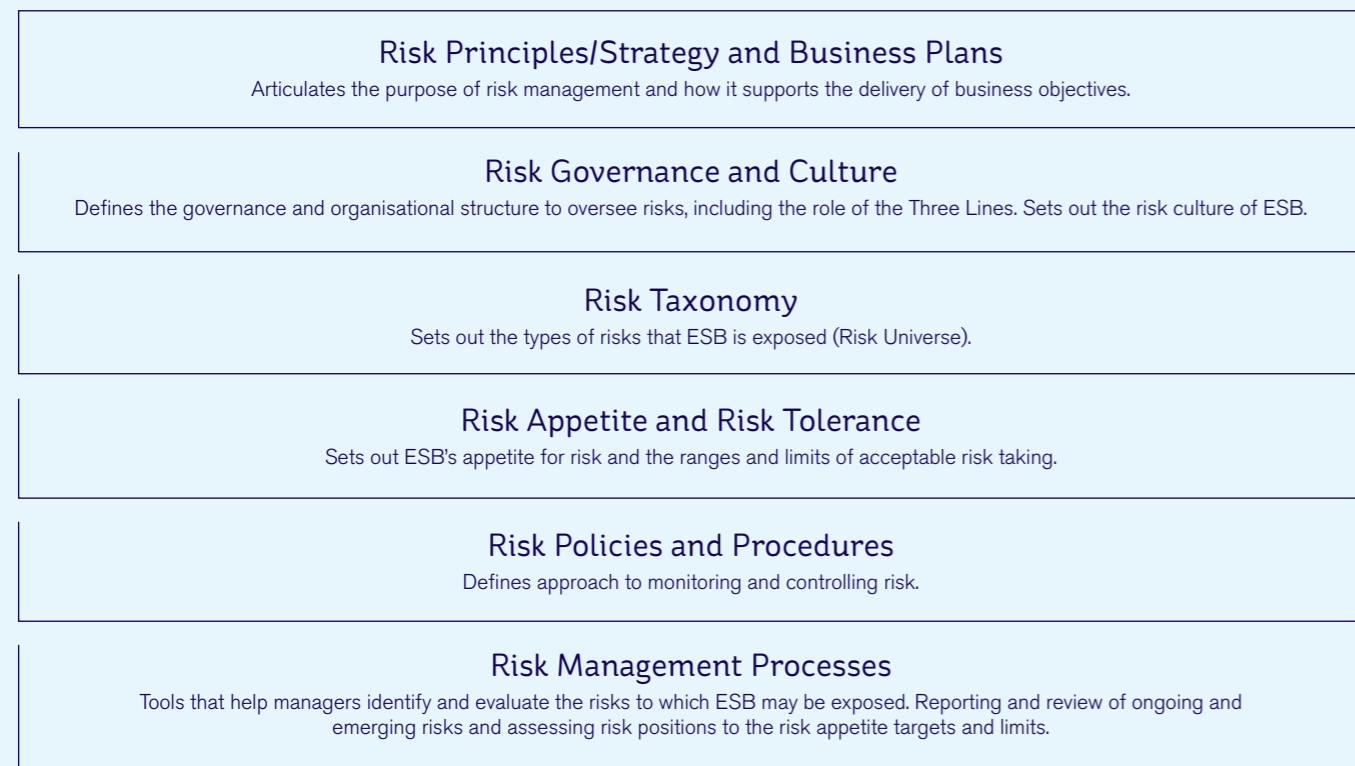 Risk Principles/Strategy and Business Plans
Articulates the purpose of risk management and how it supports the delivery of business objectives.
Risk Governance and Culture
Defines the governance and organisational structure to oversee risks, including the role of the Three Lines. Sets out the risk culture of ESB.
Risk Taxonomy
Sets out the types of risks that ESB is exposed (Risk Universe).
Risk Appetite and Risk Tolerance
Sets out ESB’s appetite for risk and the ranges and limits of acceptable risk taking.
Risk Policies and Procedures
Defines approach to monitoring and controlling risk.
Risk Management Processes
Tools that help managers identify and evaluate the risks to which ESB may be exposed. Reporting and review of ongoing and
emerging risks and assessing risk positions to the risk appetite targets and limits.